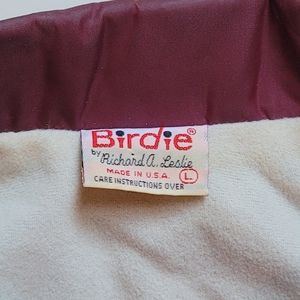 Birdie®
by Richard A. Leslie
MADE IN U.S.A.
CARE INSTRUCTIONS OVER
L